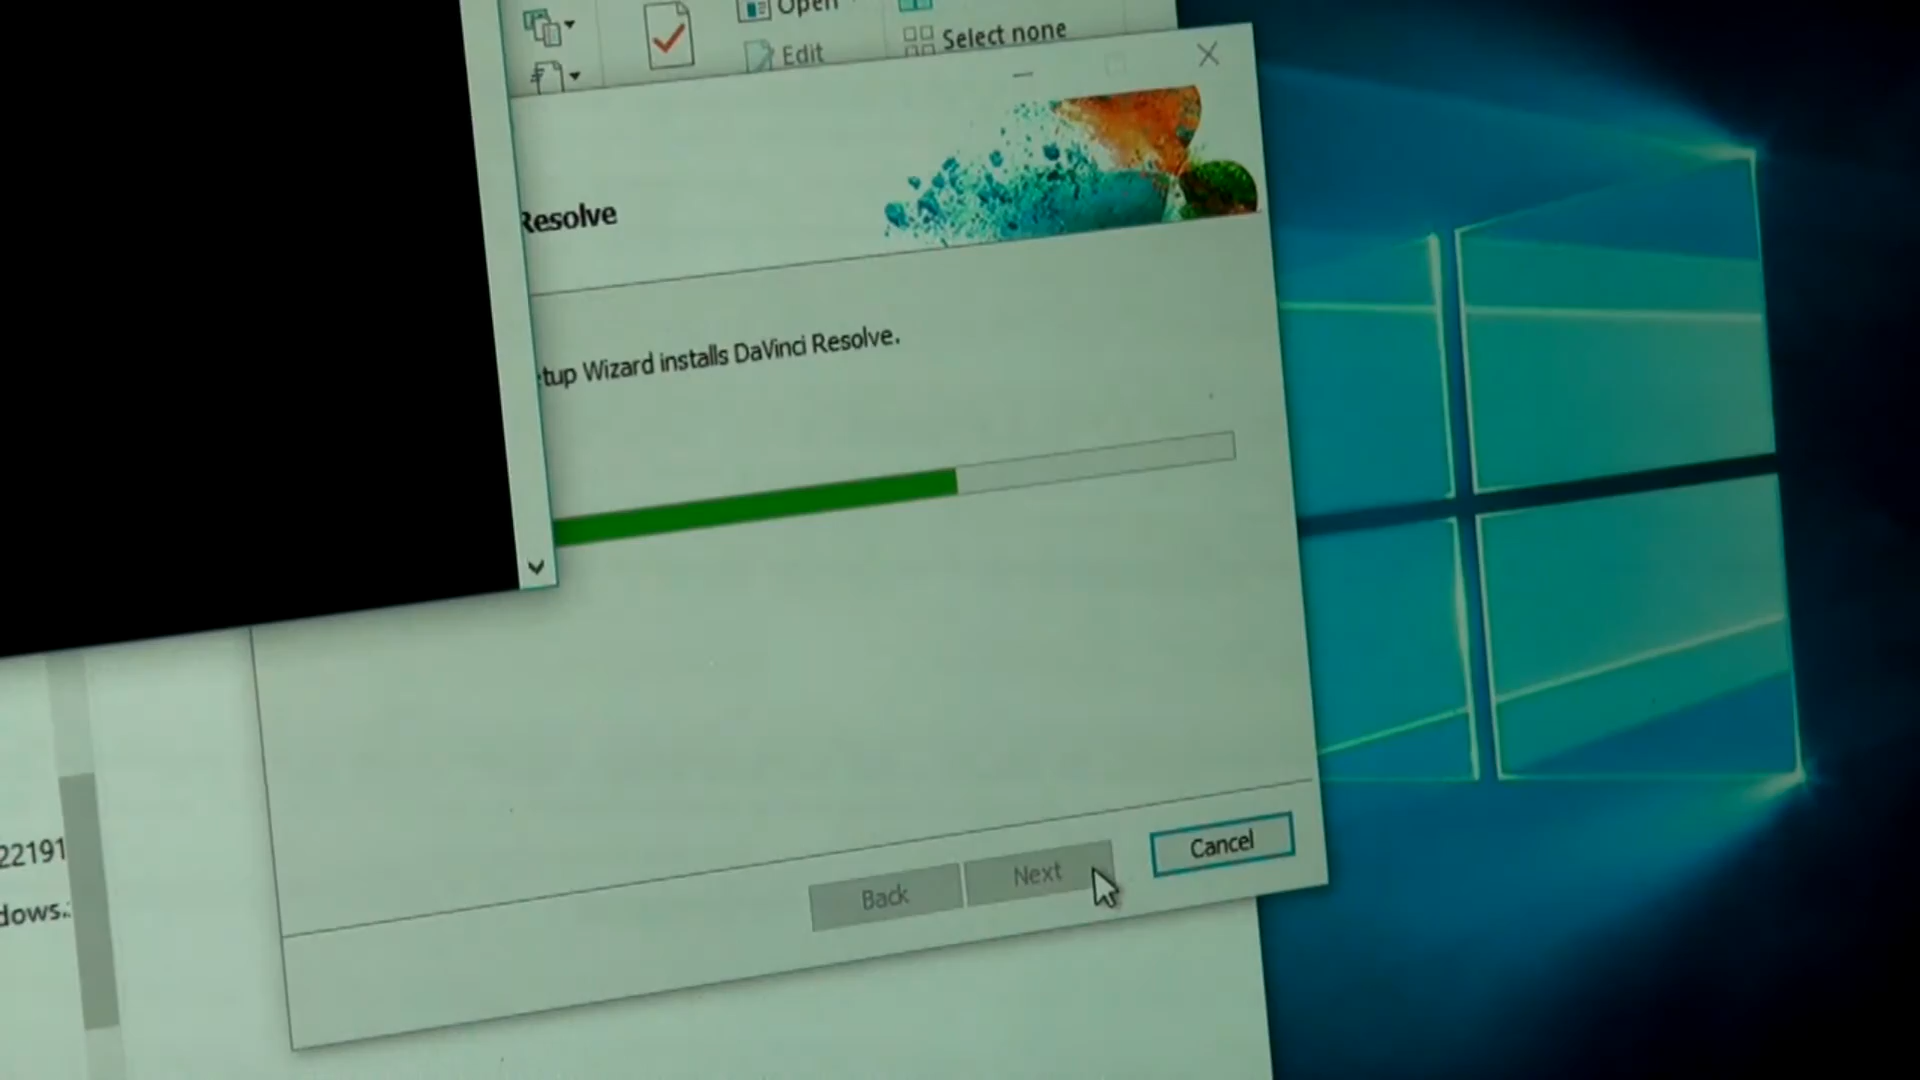 Open
Select none
Edit
Resolve
tup Wizard installs DaVinci Resolve.
22191
dows.
Back
Next
Cancel